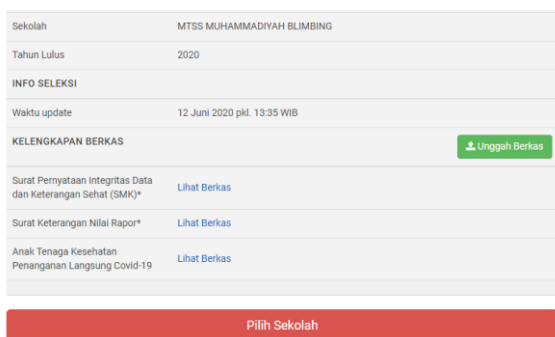 Sekolah MTSS MUHAMMADIYAH BLIMBING
Tahun Lulus 2020
INFO SELEKSI
Waktu update 12 Juni 2020 pkl. 13:35 WIB
KELENGKAPAN BERKAS Unggah Berkas
Surat Pernyataan Integritas Data
dan Keterangan Sehat (SMK)* Lihat Berkas
Surat Keterangan Nilai Rapor* Lihat Berkas
Anak Tenaga Kesehatan
Penanganan Langsung Covid-19 Lihat Berkas
Pilih Sekolah